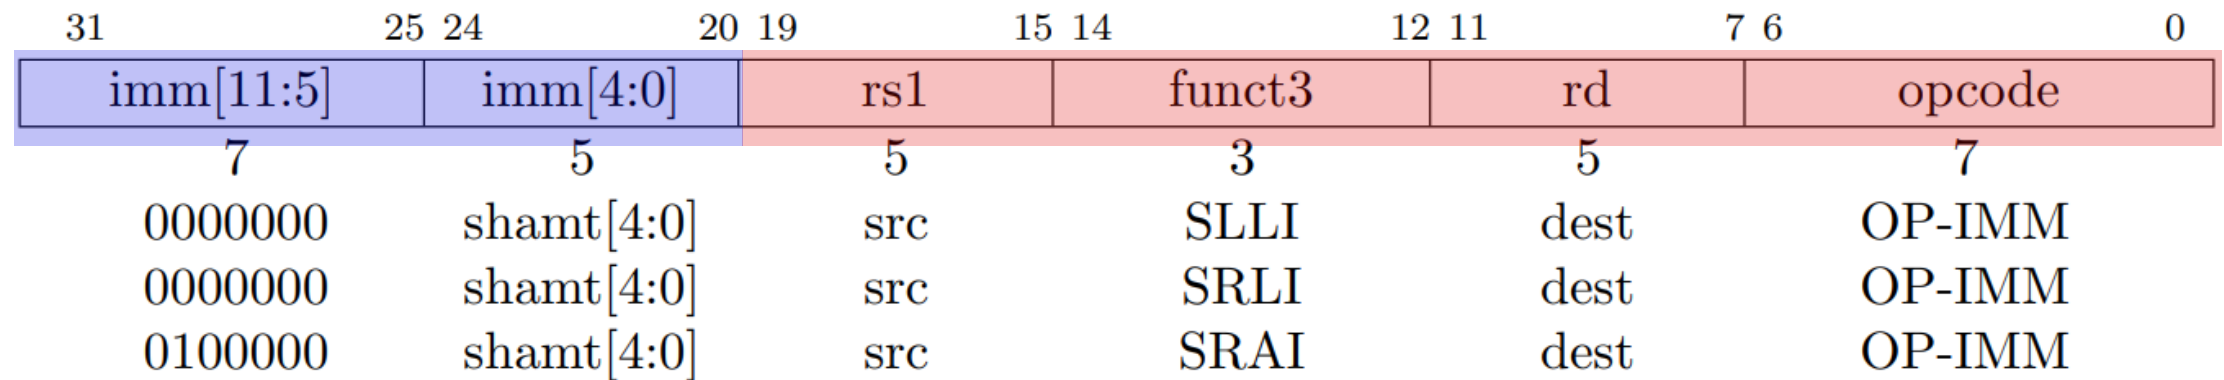 31 25 24 20 19 15 14 12 11 7 6 0
imm[11:5] imm[4:0] rs1 funct3 rd opcode
7 5 5 3 5 7
0000000 shamt[4:0] src SLLI dest OP-IMM
0000000 shamt[4:0] src SRLI dest OP-IMM
0100000 shamt[4:0] src SRAI dest OP-IMM